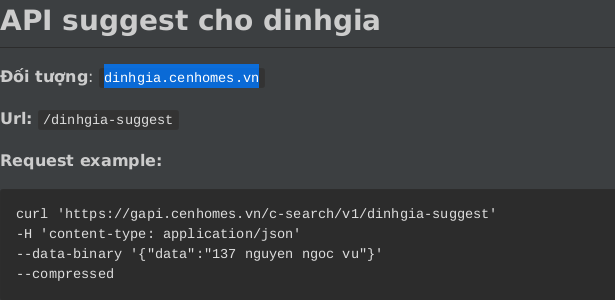 API suggest cho dinhgia
Đối tượng: dinhgia.cenhomes.vn
Url: /dinhgia-suggest
Request example:
curl 'https://gapi.cenhomes.vn/c-search/v1/dinhgia-suggest'
-H 'content-type: application/json'
--data-binary '{"data":"137 nguyen ngoc vu"}'
--compressed